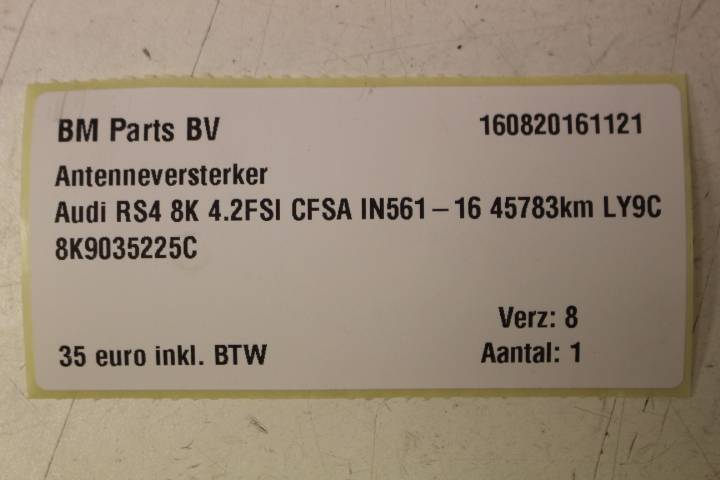 BM Parts BV 160820161121
Antenneversterker
Audi RS4 8K 4.2FSI CFSA IN561-16 45783km LY9C
8K9035225C
Verz: 8
35 euro inkl. BTW Aantal: 1